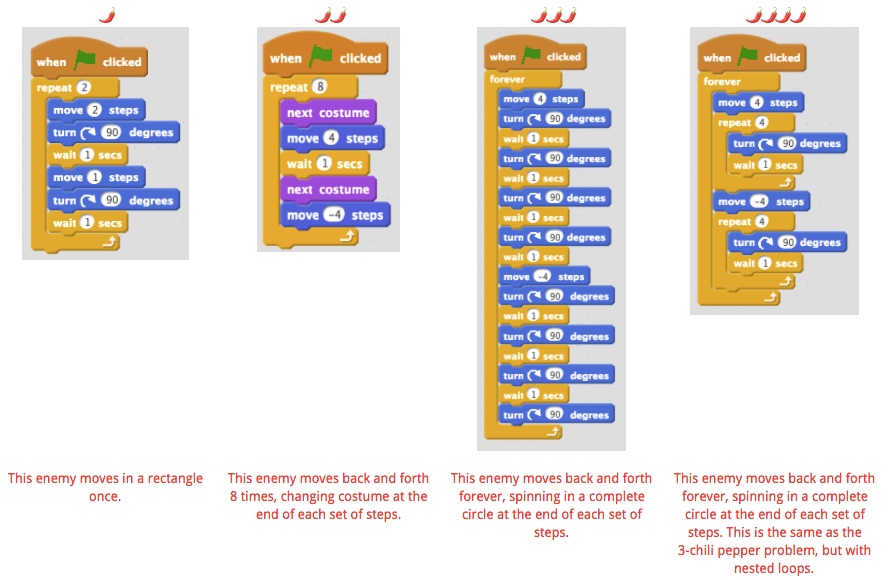 when clicked
repeat 2
move 2 steps
turn 90 degrees
wait 1 secs
move 1 steps
turn 90 degrees
wait 1 secs
This enemy moves in a rectangle
once.
when clicked
repeat 8
next costume
move 4 steps
wait 1 secs
next costume
move -4 steps
This enemy moves back and forth
8 times, changing costume at the
end of each set of steps.
when clicked
forever
move 4 steps
turn 90 degrees
wait 1 secs
turn 90 degrees
wait 1 secs
turn 90 degrees
wait 1 secs
turn 90 degrees
wait 1 secs
move -4 steps
turn 90 degrees
wait 1 secs
turn 90 degrees
wait 1 secs
turn 90 degrees
wait 1 secs
turn 90 degrees
This enemy moves back and forth
forever, spinning in a complete
circle at the end of each set of
steps.
when clicked
forever
move 4 steps
repeat 4
turn 90 degrees
wait 1 secs
move -4 steps
repeat 4
turn 90 degrees
wait 1 secs
This enemy moves back and forth
forever, spinning in a complete
circle at the end of each set of
steps. This is the same as the
3-chili pepper problem, but with
nested loops.